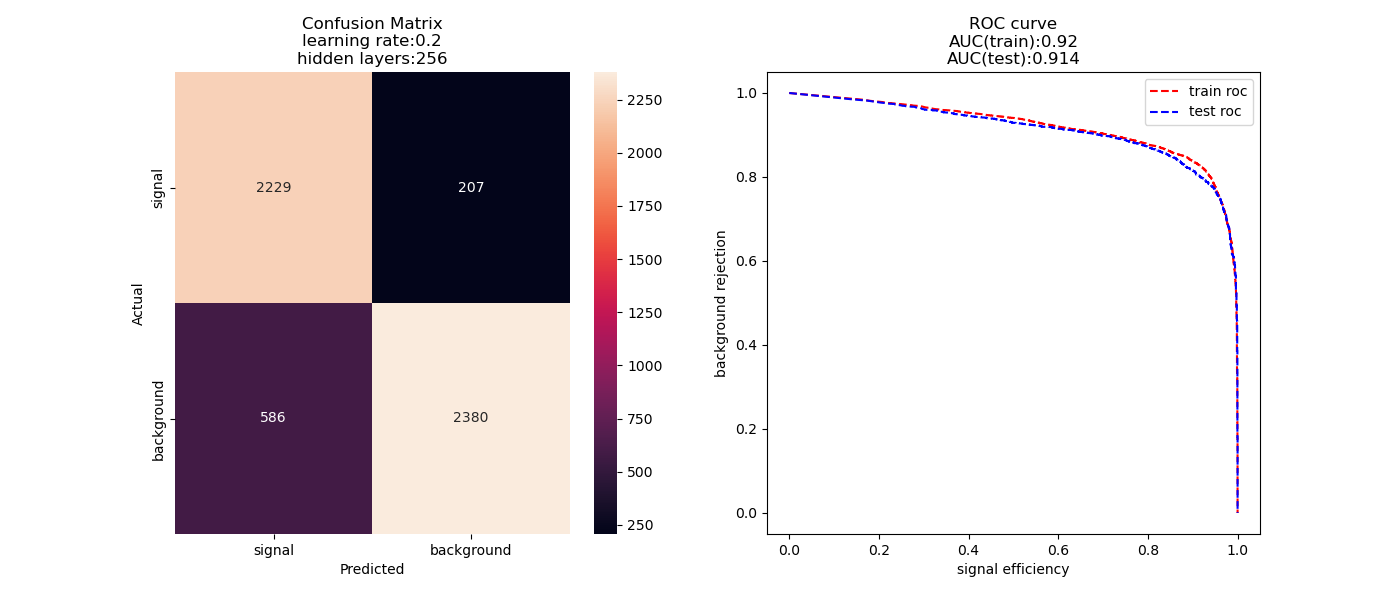 Confusion Matrix
learning rate:0.2
hidden layers:256
signal
background
Actual
2229
207
586
2380
signal
background
Predicted
2250
2000
1750
1500
1250
1000
750
500
250
ROC curve
AUC(train):0.92
AUC(test):0.914
train roc
test roc
background rejection
1.0
0.8
0.6
0.4
0.2
0.0
0.0
0.2
0.4
0.6
0.8
1.0
signal efficiency